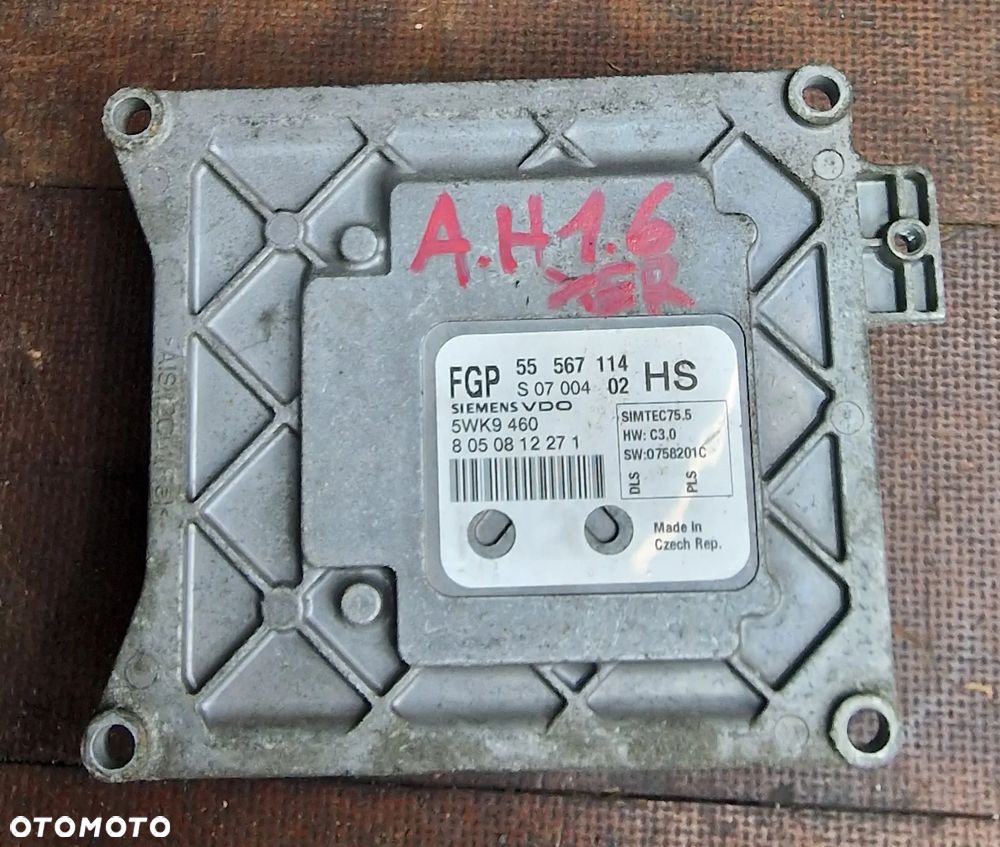 A.H1.6
XER
FGP 55 567 114 HS
S 07 004 02
SIEMENS VDO
5WK9 460
8 05 08 12 27 1
SIMTEC75.5
HW: C3.0
SW:0758201C
DLS PLS
Made in
Czech Rep.
OTOMOTO